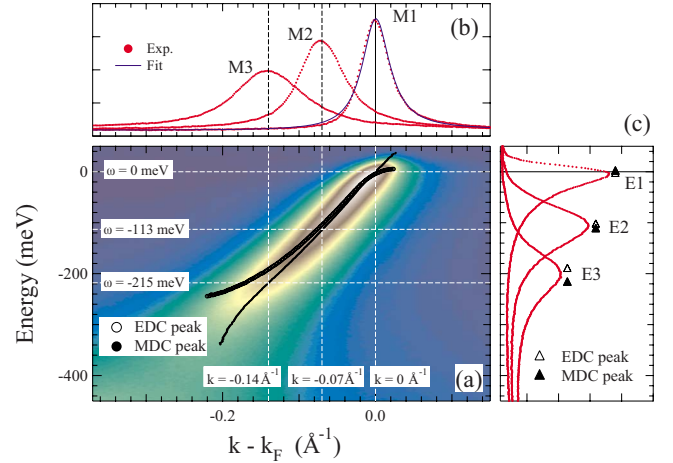 (b)
M1
M2
M3
Exp.
Fit
(c)
0
-200
-400
Energy (meV)
ω = 0 meV
ω = -113 meV
ω = -215 meV
EDC peak
MDC peak
k = -0.14 Å⁻¹
k = -0.07Å⁻¹
k = 0 Å⁻¹
(a)
E1
E2
E3
EDC peak
MDC peak
-0.2
0.0
k - k_F (Å⁻¹)